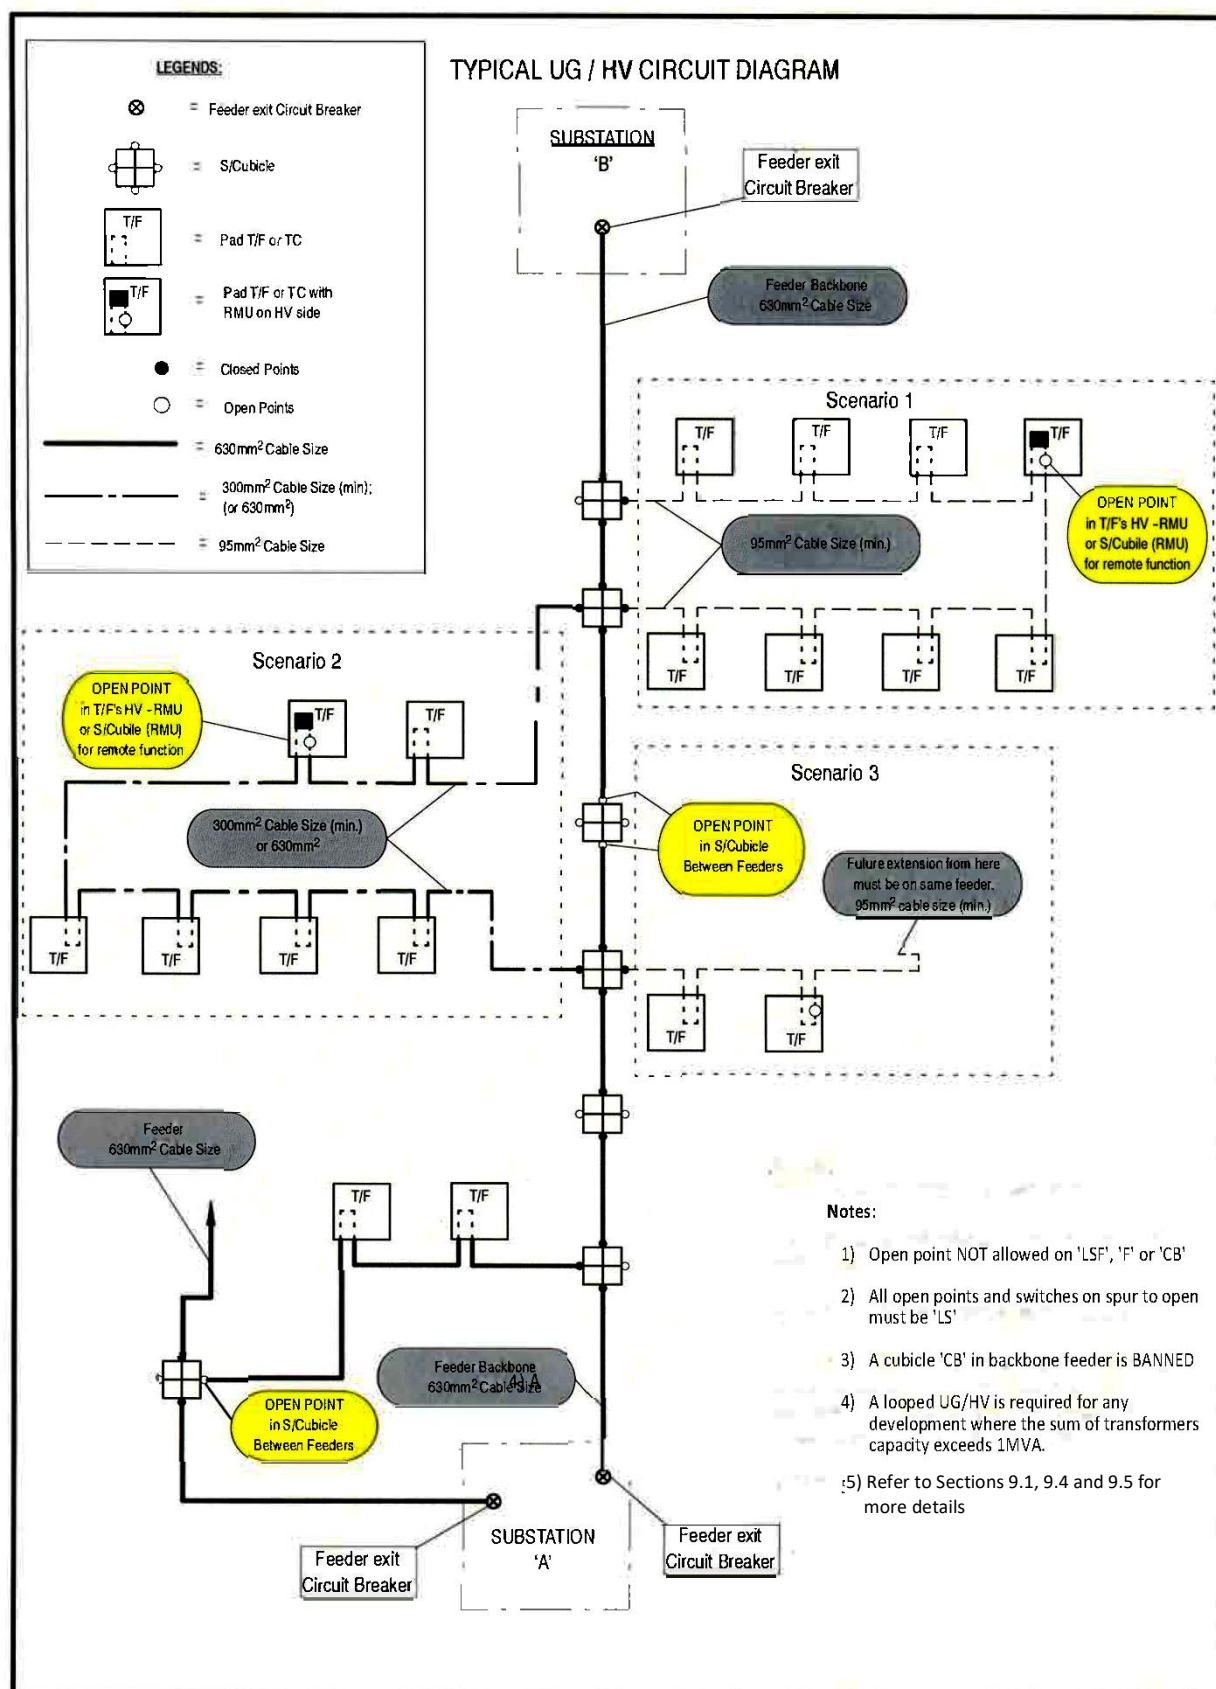 LEGENDS:
= Feeder exit Circuit Breaker
= S/Cubicle
T/F
= Pad T/F or TC
T/F
= Pad T/F or TC with
RMU on HV side
= Closed Points
= Open Points
= 630mm² Cable Size
= 300mm² Cable Size (min);
(or 630mm²)
= 95mm² Cable Size
TYPICAL UG / HV CIRCUIT DIAGRAM
SUBSTATION
'B'
Feeder exit
Circuit Breaker
Feeder Backbone
630mm² Cable Size
Scenario 1
T/F
T/F
T/F
T/F
OPEN POINT
in T/F's HV -RMU
or S/Cubile (RMU)
for remote function
95mm² Cable Size (min.)
T/F
T/F
T/F
T/F
Scenario 2
OPEN POINT
in T/F's HV -RMU
or S/Cubile (RMU)
for remote function
T/F
T/F
300mm² Cable Size (min.)
or 630mm²
T/F
T/F
T/F
T/F
Scenario 3
OPEN POINT
in S/Cubicle
Between Feeders
Future extension from here
must be on same feeder.
95mm² cable size (min.)
T/F
T/F
Feeder
630mm² Cable Size
T/F
T/F
OPEN POINT
in S/Cubicle
Between Feeders
Feeder Backbone
630mm² Cable Size
4) A
SUBSTATION
'A'
Feeder exit
Circuit Breaker
Feeder exit
Circuit Breaker
Notes:
1) Open point NOT allowed on 'LSF', 'F' or 'CB'
2) All open points and switches on spur to open
must be 'LS'
3) A cubicle 'CB' in backbone feeder is BANNED
4) A looped UG/HV is required for any
development where the sum of transformers
capacity exceeds 1MVA.
5) Refer to Sections 9.1, 9.4 and 9.5 for
more details